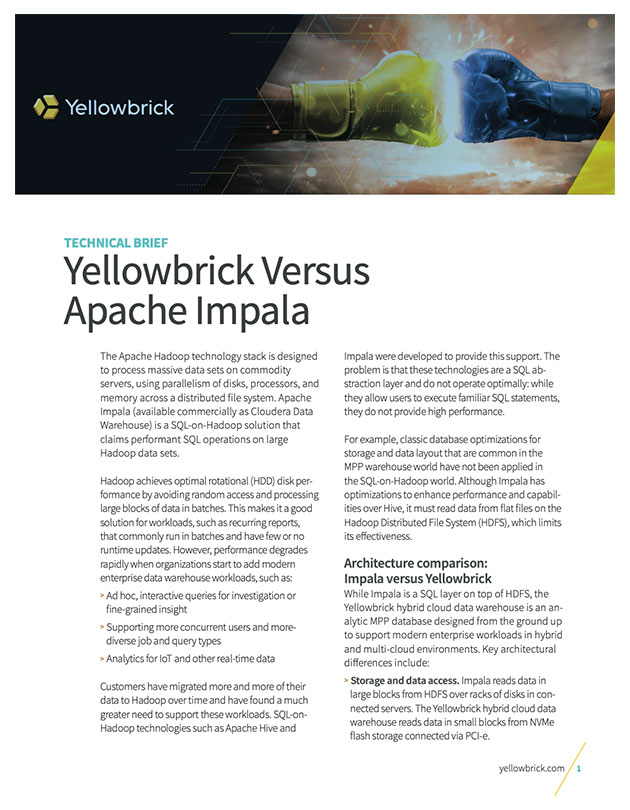 Yellowbrick
TECHNICAL BRIEF
Yellowbrick Versus
Apache Impala
The Apache Hadoop technology stack is designed
to process massive data sets on commodity
servers, using parallelism of disks, processors, and
memory across a distributed file system. Apache
Impala (available commercially as Cloudera Data
Warehouse) is a SQL-on-Hadoop solution that
claims performant SQL operations on large
Hadoop data sets.
Hadoop achieves optimal rotational (HDD) disk per-
formance by avoiding random access and processing
large blocks of data in batches. This makes it a good
solution for workloads, such as recurring reports,
that commonly run in batches and have few or no
runtime updates. However, performance degrades
rapidly when organizations start to add modern
enterprise data warehouse workloads, such as:
> Ad hoc, interactive queries for investigation or
fine-grained insight
> Supporting more concurrent users and more-
diverse job and query types
> Analytics for IoT and other real-time data
Customers have migrated more and more of their
data to Hadoop over time and have found a much
greater need to support these workloads. SQL-on-
Hadoop technologies such as Apache Hive and
Impala were developed to provide this support. The
problem is that these technologies are a SQL ab-
straction layer and do not operate optimally: while
they allow users to execute familiar SQL statements,
they do not provide high performance.
For example, classic database optimizations for
storage and data layout that are common in the
MPP warehouse world have not been applied in
the SQL-on-Hadoop world. Although Impala has
optimizations to enhance performance and capabil-
ities over Hive, it must read data from flat files on the
Hadoop Distributed File System (HDFS), which limits
its effectiveness.
Architecture comparison:
Impala versus Yellowbrick
While Impala is a SQL layer on top of HDFS, the
Yellowbrick hybrid cloud data warehouse is an an-
alytic MPP database designed from the ground up
to support modern enterprise workloads in hybrid
and multi-cloud environments. Key architectural
differences include:
> Storage and data access. Impala reads data in
large blocks from HDFS over racks of disks in con-
nected servers. The Yellowbrick hybrid cloud data
warehouse reads data in small blocks from NVMe
flash storage connected via PCI-e.
yellowbrick.com 1